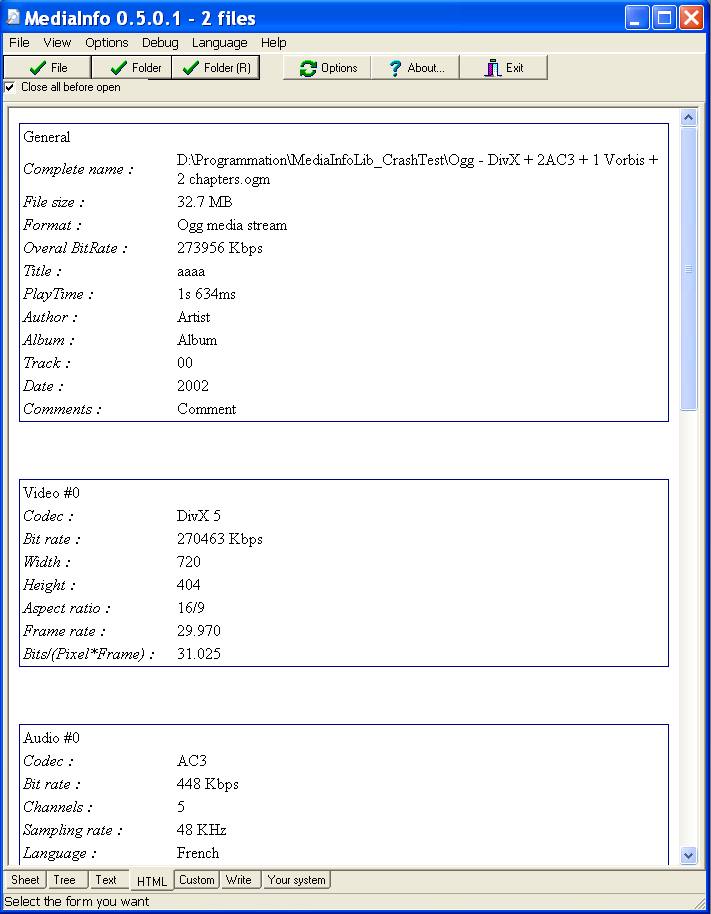 MediaInfo 0.5.0.1 - 2 files
File View Options Debug Language Help
File Folder Folder (R) Options About... Exit
Close all before open
General
Complete name : D:\Programmation\MediaInfoLib_CrashTest\Ogg - DivX + 2AC3 + 1 Vorbis +
2 chapters.ogm
File size : 32.7 MB
Format : Ogg media stream
Overal BitRate : 273956 Kbps
Title : aaaa
PlayTime : 1s 634ms
Author : Artist
Album : Album
Track : 00
Date : 2002
Comments : Comment
Video #0
Codec : DivX 5
Bit rate : 270463 Kbps
Width : 720
Height : 404
Aspect ratio : 16/9
Frame rate : 29.970
Bits/(Pixel*Frame) : 31.025
Audio #0
Codec : AC3
Bit rate : 448 Kbps
Channels : 5
Sampling rate : 48 KHz
Language : French
Sheet Tree Text HTML Custom Write Your system
Select the form you want